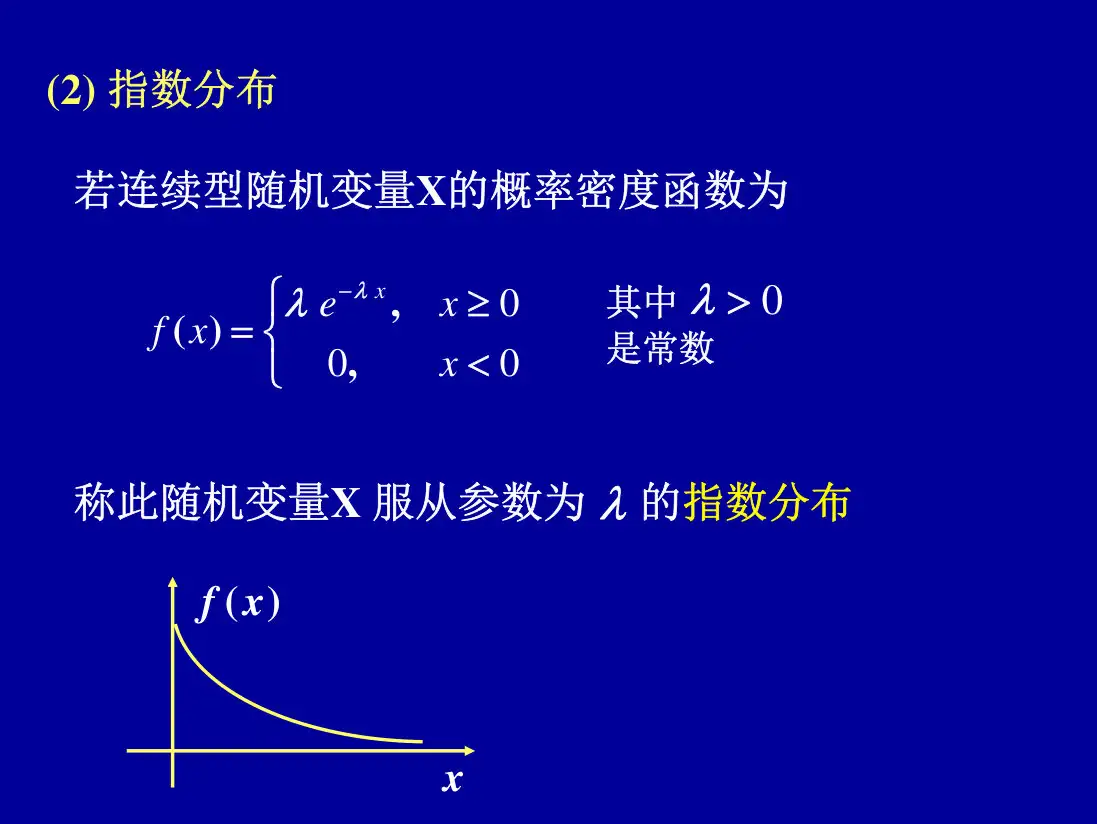 (2) 指数分布
若连续型随机变量X的概率密度函数为
f(x) = { λ e^{-λ x}, x ≥ 0
0, x < 0
其中 λ > 0
是常数
称此随机变量X 服从参数为 λ 的指数分布
f(x)
x